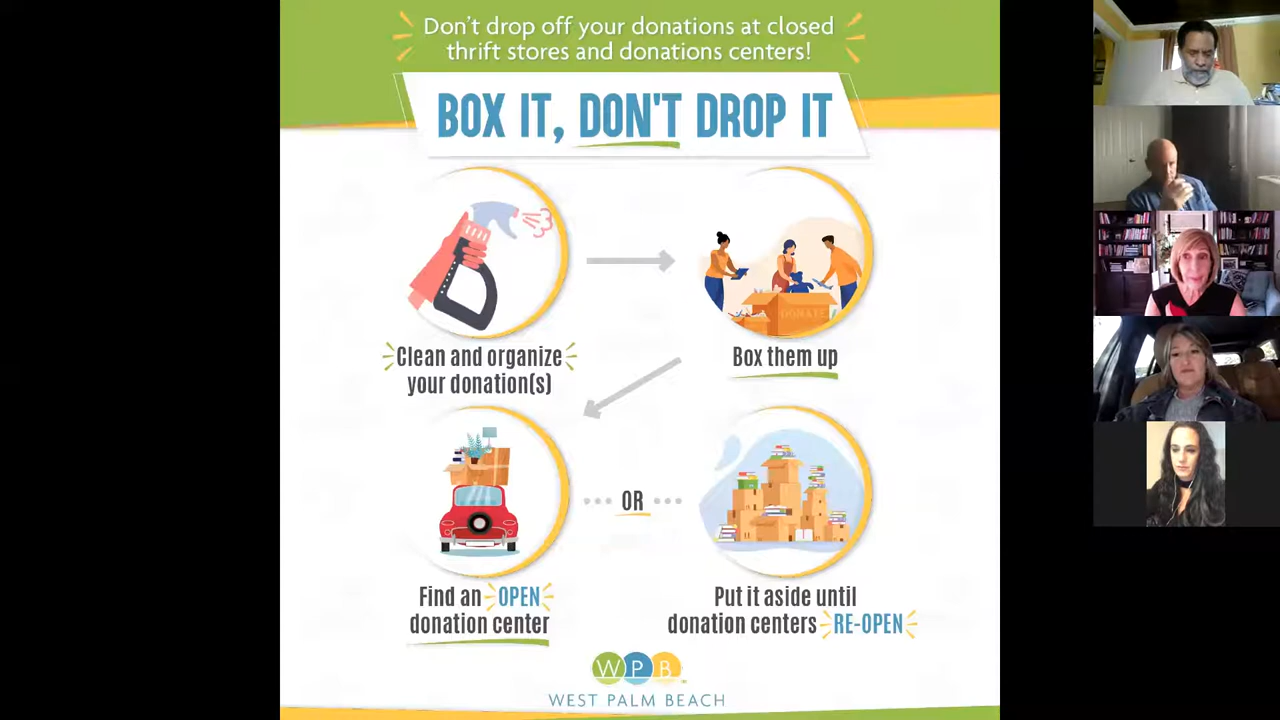 Don't drop off your donations at closed
thrift stores and donations centers!
BOX IT, DON'T DROP IT
DONATE
Clean and organize
your donation(s)
Box them up
OR
Find an OPEN
donation center
Put it aside until
donation centers RE-OPEN
WPB
WEST PALM BEACH